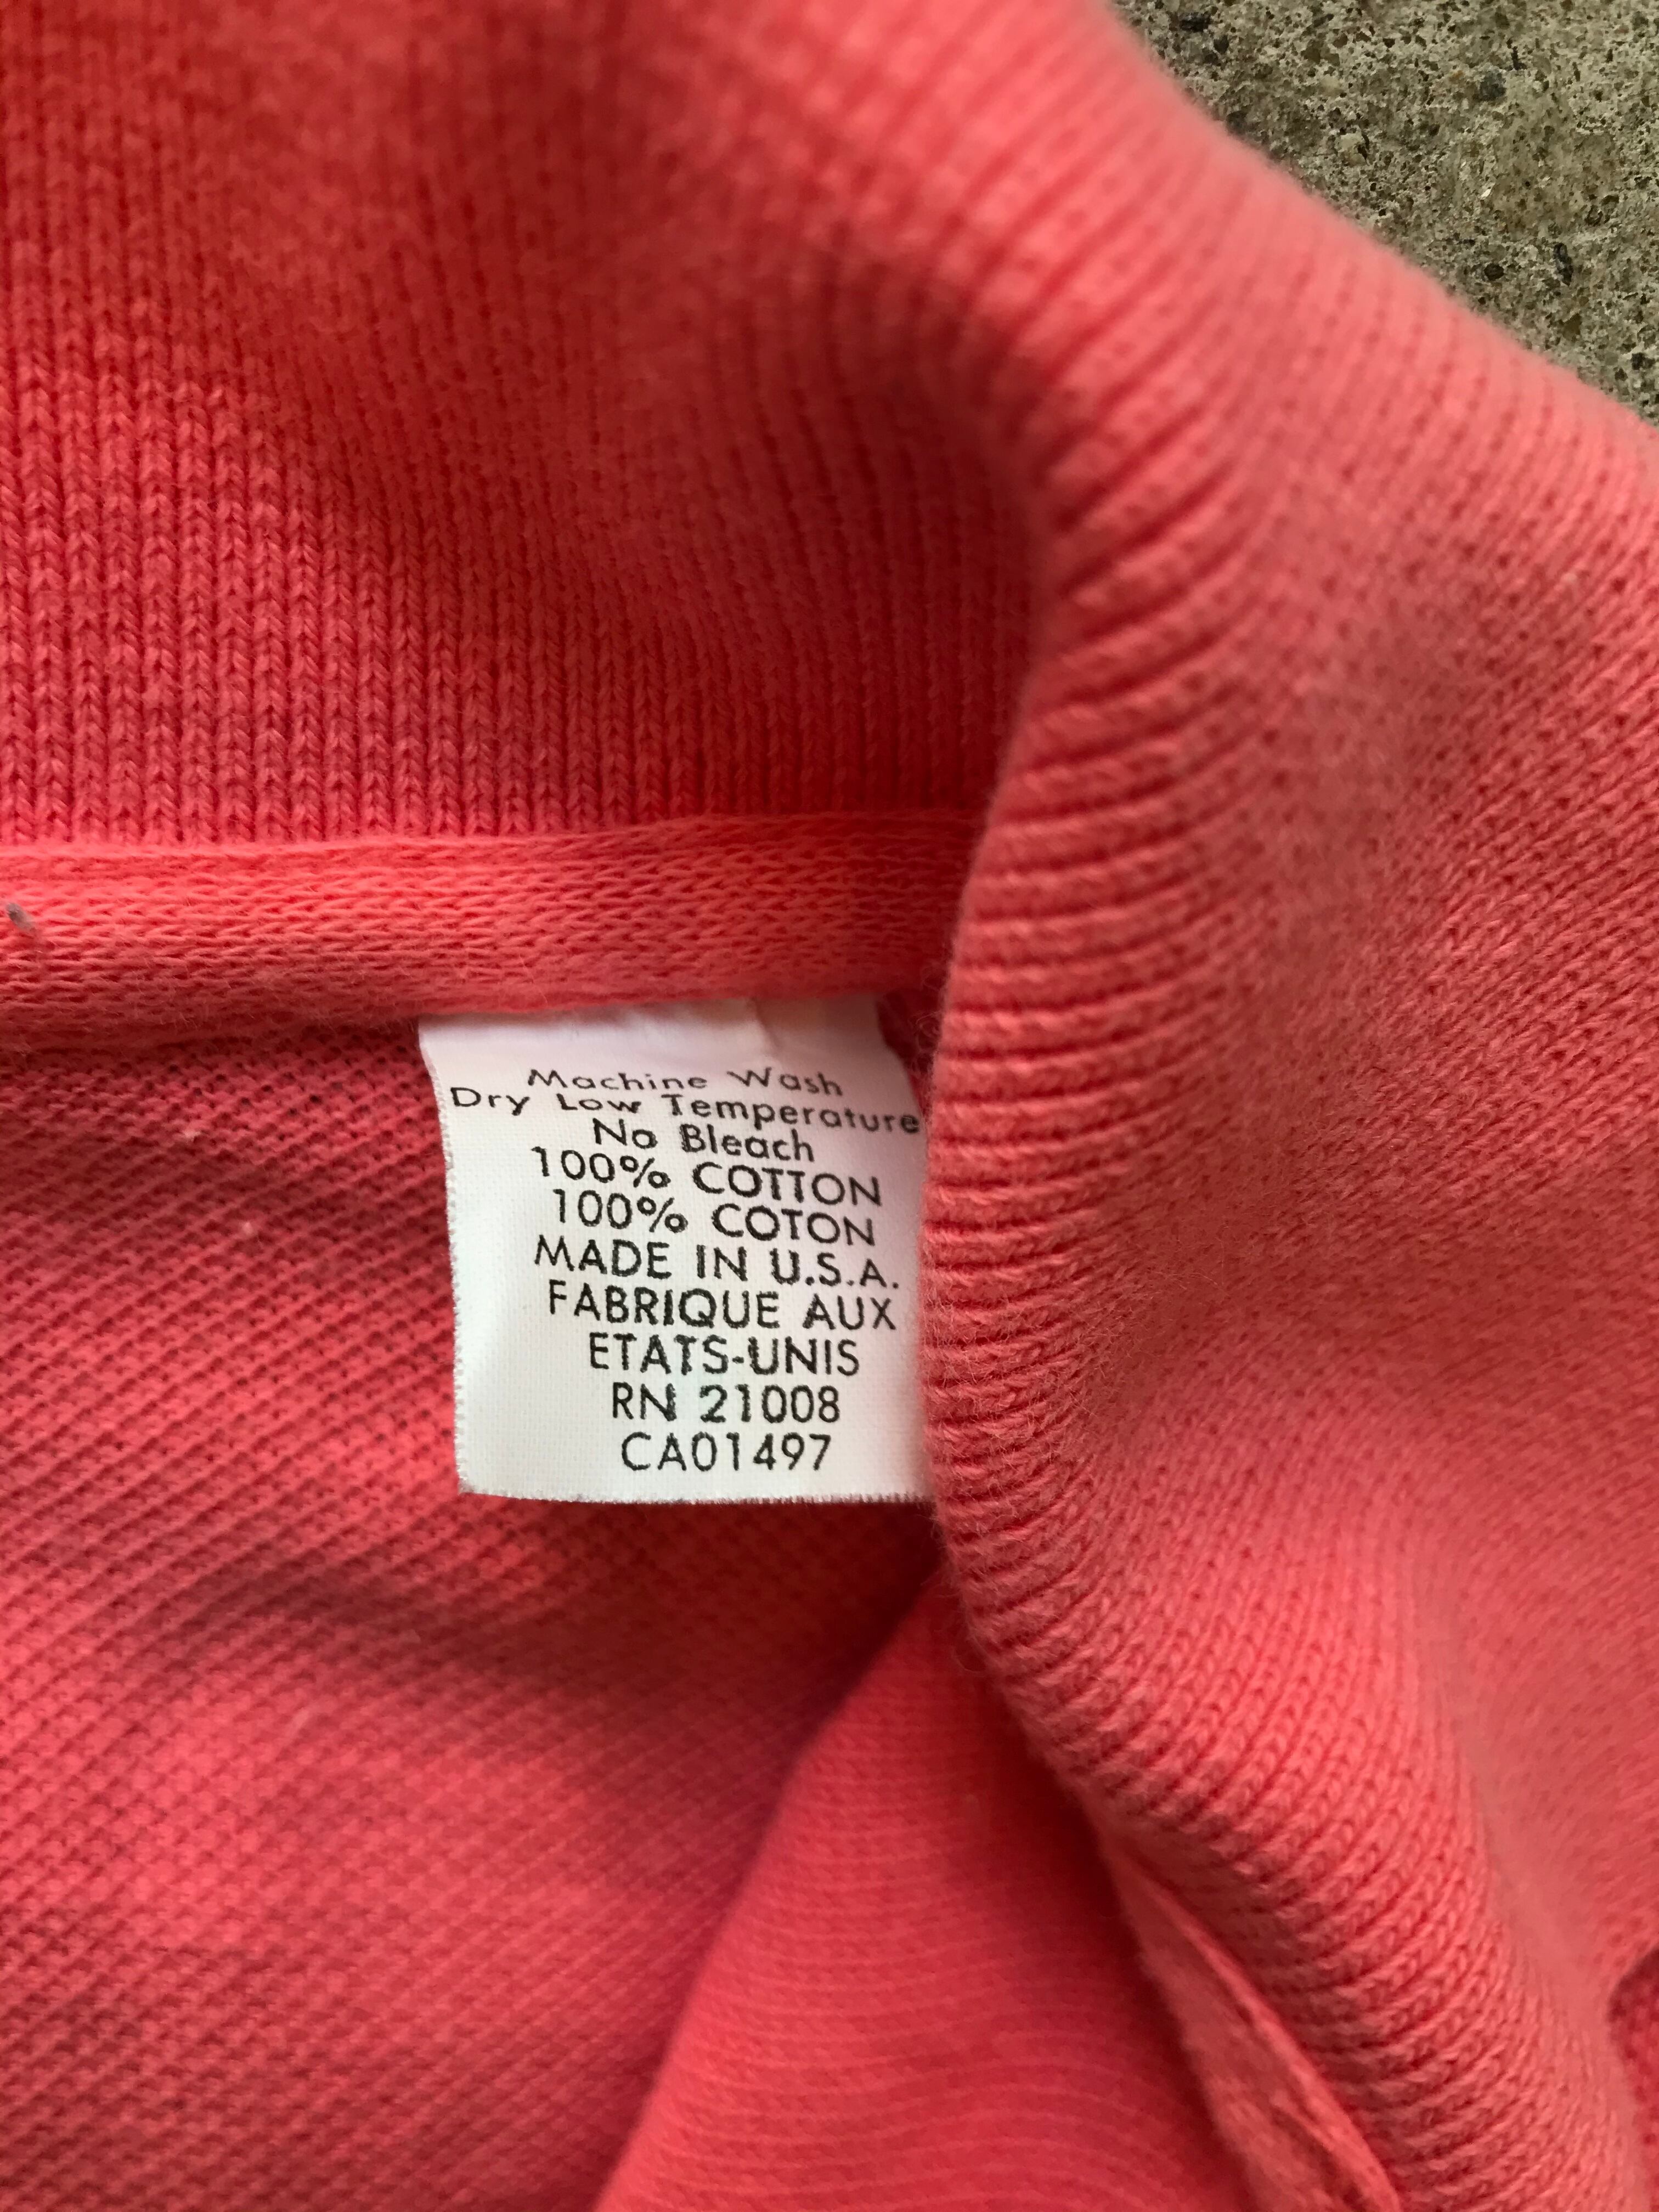 Machine Wash
Dry Low Temperature
No Bleach
100% COTTON
100% COTON
MADE IN U.S.A.
FABRIQUE AUX
ETATS-UNIS
RN 21008
CA01497